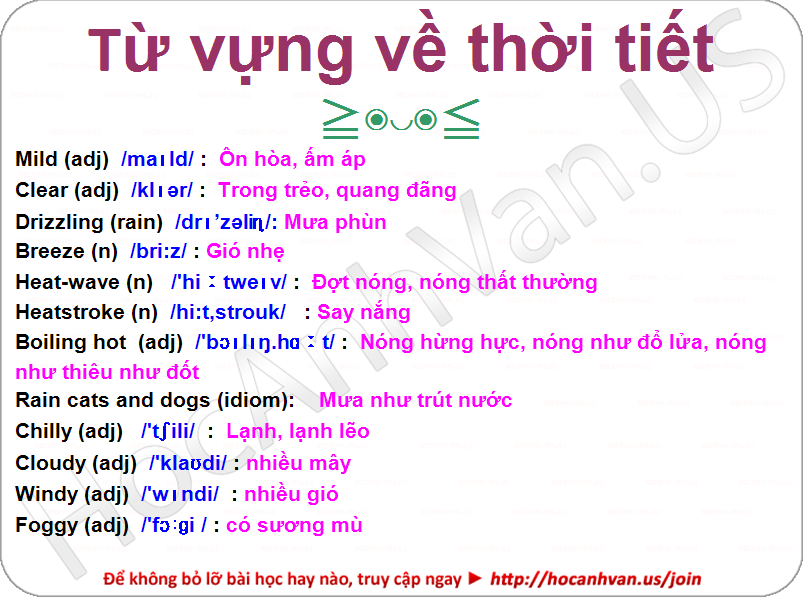 Từ vựng về thời tiết
≧◉◡◉≦
Mild (adj) /maɪld/ : Ôn hòa, ấm áp
Clear (adj) /klɪər/ : Trong trẻo, quang đãng
Drizzling (rain) /drɪ’zəliŋ/: Mưa phùn
Breeze (n) /bri:z/ : Gió nhẹ
Heat-wave (n) /'hiːtweɪv/ : Đợt nóng, nóng thất thường
Heatstroke (n) /hi:t,strouk/ : Say nắng
Boiling hot (adj) /'bɔɪlɪŋ.hɑːt/ : Nóng hừng hực, nóng như đổ lửa, nóng
như thiêu như đốt
Rain cats and dogs (idiom): Mưa như trút nước
Chilly (adj) /'tʃili/ : Lạnh, lạnh lẽo
Cloudy (adj) /'klaʊdi/ : nhiều mây
Windy (adj) /'wɪndi/ : nhiều gió
Foggy (adj) /'fɔːgi / : có sương mù
HocAnhVan.US
Để không bỏ lỡ bài học hay nào, truy cập ngay ► http://hocanhvan.us/join